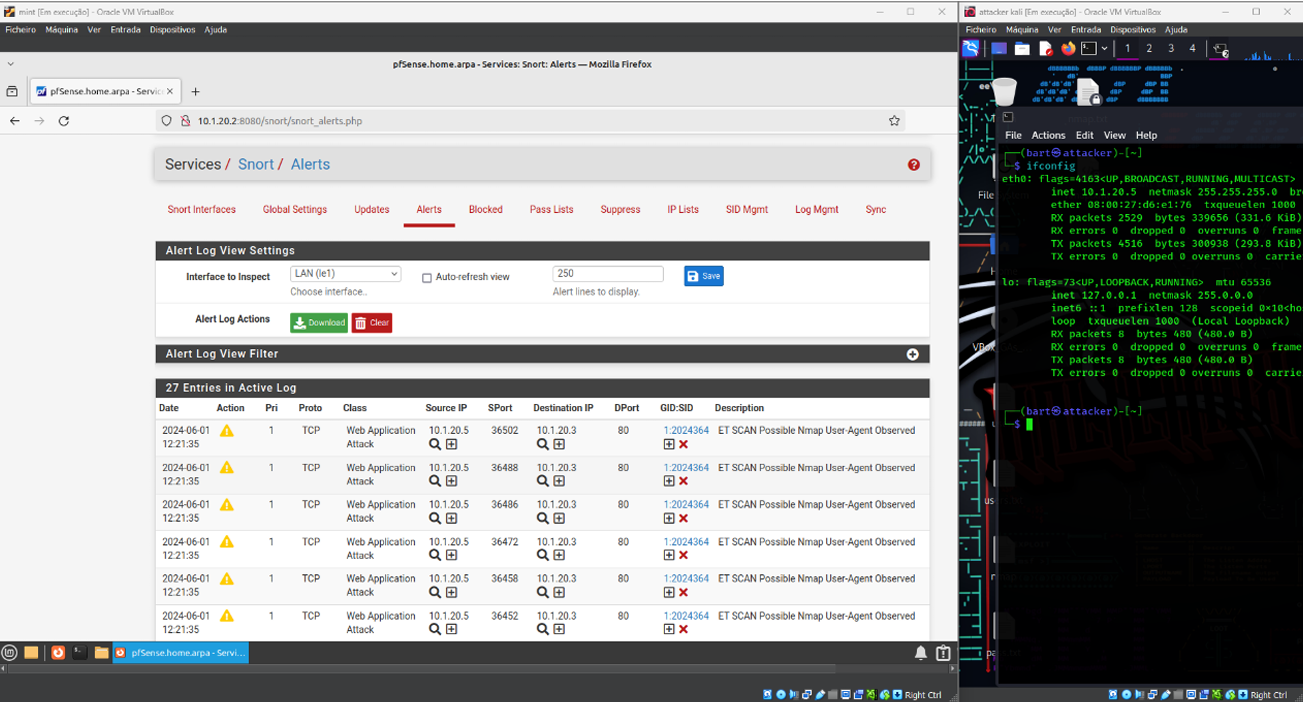 mint [Em execução] - Oracle VM VirtualBox
Ficheiro Máquina Ver Entrada Dispositivos Ajuda
pfSense.home.arpa - Services: Snort: Alerts — Mozilla Firefox
pfSense.home.arpa - Servic
10.1.20.2:8080/snort/snort_alerts.php
Services / Snort / Alerts
Snort Interfaces Global Settings Updates Alerts Blocked Pass Lists Suppress IP Lists SID Mgmt Log Mgmt Sync
Alert Log View Settings
Interface to Inspect LAN (le1) Auto-refresh view 250 Save
Choose interface.. Alert lines to display.
Alert Log Actions Download Clear
Alert Log View Filter
27 Entries in Active Log
Date Action Pri Proto Class Source IP SPort Destination IP DPort GID:SID Description
2024-06-01 1 TCP Web Application 10.1.20.5 36502 10.1.20.3 80 1:2024364 ET SCAN Possible Nmap User-Agent Observed
12:21:35 Attack
2024-06-01 1 TCP Web Application 10.1.20.5 36488 10.1.20.3 80 1:2024364 ET SCAN Possible Nmap User-Agent Observed
12:21:35 Attack
2024-06-01 1 TCP Web Application 10.1.20.5 36486 10.1.20.3 80 1:2024364 ET SCAN Possible Nmap User-Agent Observed
12:21:35 Attack
2024-06-01 1 TCP Web Application 10.1.20.5 36472 10.1.20.3 80 1:2024364 ET SCAN Possible Nmap User-Agent Observed
12:21:35 Attack
2024-06-01 1 TCP Web Application 10.1.20.5 36458 10.1.20.3 80 1:2024364 ET SCAN Possible Nmap User-Agent Observed
12:21:35 Attack
2024-06-01 1 TCP Web Application 10.1.20.5 36452 10.1.20.3 80 1:2024364 ET SCAN Possible Nmap User-Agent Observed
12:21:35 Attack
pfSense.home.arpa - Servi...
Right Ctrl
attacker kali [Em execução] - Oracle VM VirtualBox
Ficheiro Máquina Ver Entrada Dispositivos Ajuda
1 2 3 4
File Actions Edit View Help
(bart㉿attacker)-[~]
$ ifconfig
eth0: flags=4163<UP,BROADCAST,RUNNING,MULTICAST>
inet 10.1.20.5 netmask 255.255.255.0 bro
ether 08:00:27:d6:e1:76 txqueuelen 1000
RX packets 2529 bytes 339656 (331.6 KiB)
RX errors 0 dropped 0 overruns 0 frame
TX packets 4516 bytes 300938 (293.8 KiB)
TX errors 0 dropped 0 overruns 0 carrie
lo: flags=73<UP,LOOPBACK,RUNNING> mtu 65536
inet 127.0.0.1 netmask 255.0.0.0
inet6 ::1 prefixlen 128 scopeid 0×10<ho
loop txqueuelen 1000 (Local Loopback)
RX packets 8 bytes 480 (480.0 B)
RX errors 0 dropped 0 overruns 0 frame
TX packets 8 bytes 480 (480.0 B)
TX errors 0 dropped 0 overruns 0 carrie
(bart㉿attacker)-[~]
$
File
VBox
us
Right Ctrl